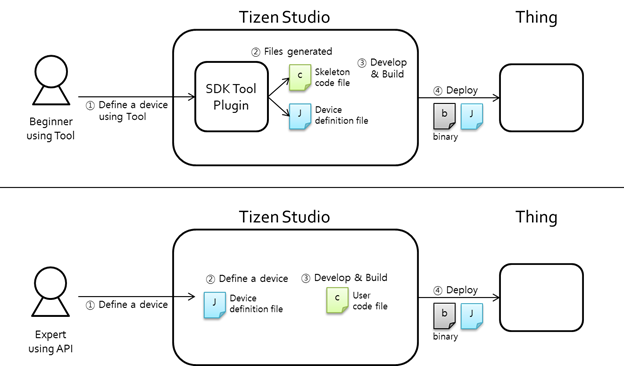 Tizen Studio
Thing
② Files generated
③ Develop
& Build
SDK Tool
Plugin
c
Skeleton
code file
J
Device
definition file
① Define a device
using Tool
Beginner
using Tool
④ Deploy
b
J
binary
Tizen Studio
Thing
② Define a device
③ Develop & Build
J
Device
definition file
c
User
code file
① Define a device
Expert
using API
④ Deploy
b
J
binary